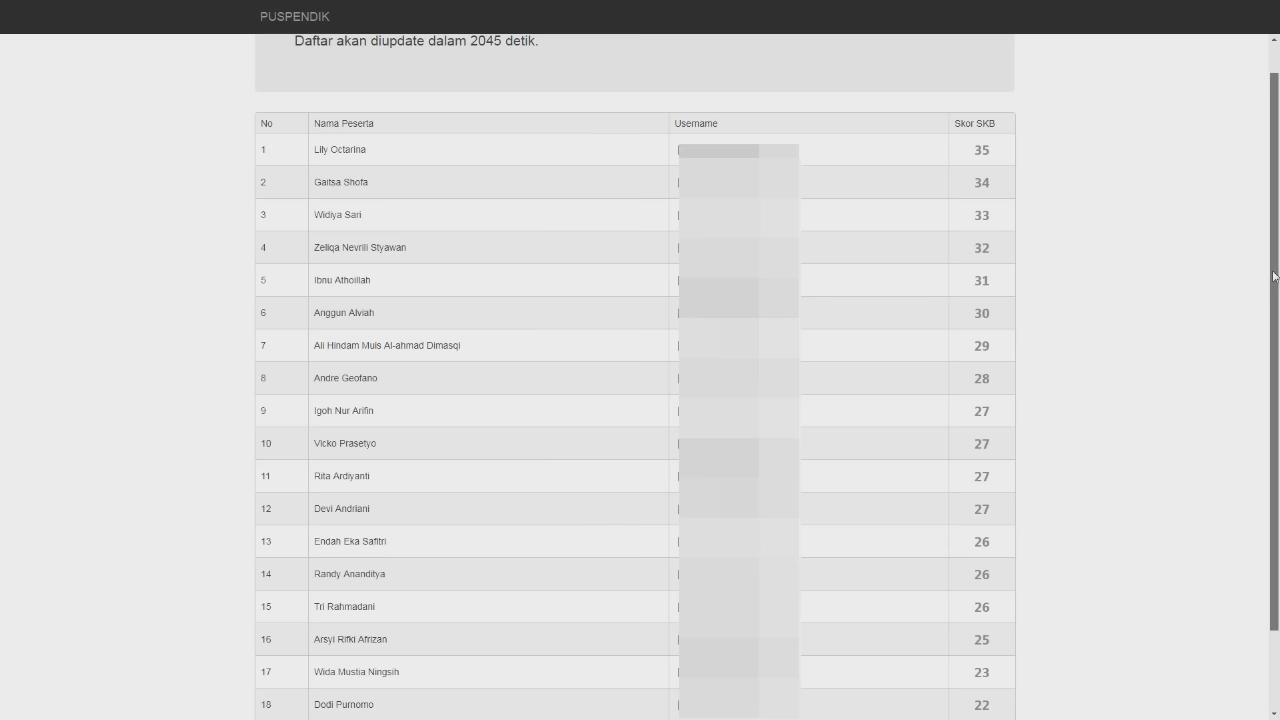 PUSPENDIK
Daftar akan diupdate dalam 2045 detik.
No Nama Peserta Username Skor SKB
1 Lily Octarina 35
2 Gaitsa Shofa 34
3 Widiya Sari 33
4 Zeliqa Nevrili Styawan 32
5 Ibnu Athoillah 31
6 Anggun Alviah 30
7 Ali Hindam Muis Al-ahmad Dimasqi 29
8 Andre Geofano 28
9 Igoh Nur Arifin 27
10 Vicko Prasetyo 27
11 Rita Ardiyanti 27
12 Devi Andriani 27
13 Endah Eka Safitri 26
14 Randy Ananditya 26
15 Tri Rahmadani 26
16 Arsyi Rifki Afrizan 25
17 Wida Mustia Ningsih 23
18 Dodi Purnomo 22